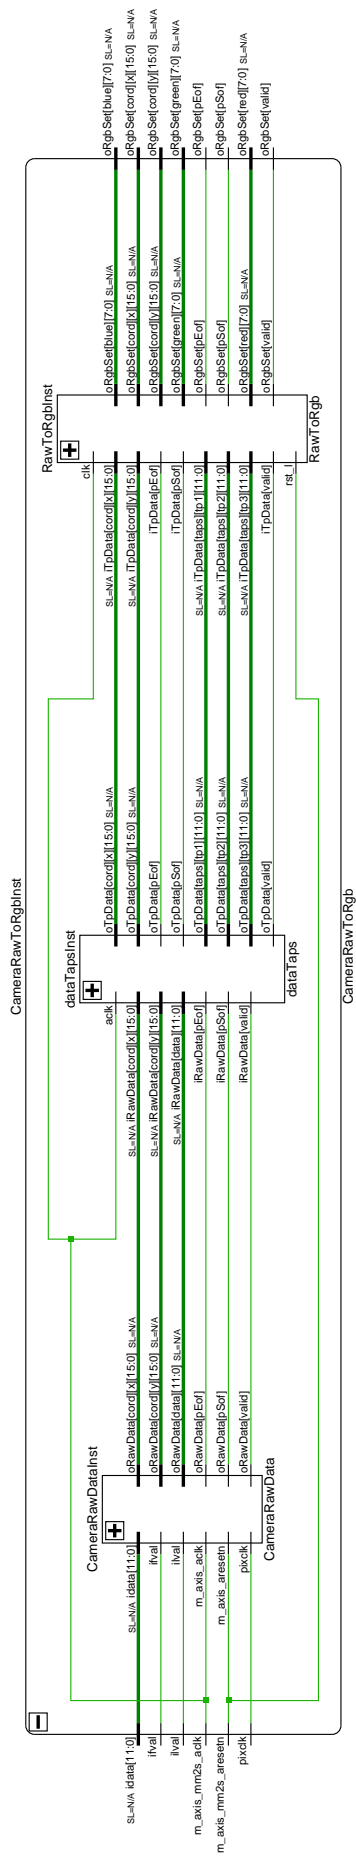 CameraRawToRgbInst
SL=N/A idata[11:0]
ifval
ilval
m_axis_mm2s_aclk
m_axis_mm2s_aresetn
pixclk
CameraRawDataInst
SL=N/A idata[11:0]
ifval
ilval
m_axis_aclk
m_axis_aresetn
pixclk
oRawData[cord][x][15:0] SL=N/A
oRawData[cord][y][15:0] SL=N/A
oRawData[data][11:0] SL=N/A
oRawData[pEof]
oRawData[pSof]
oRawData[valid]
CameraRawData
dataTapsInst
aclk
SL=N/A iRawData[cord][x][15:0]
SL=N/A iRawData[cord][y][15:0]
SL=N/A iRawData[data][11:0]
iRawData[pEof]
iRawData[pSof]
iRawData[valid]
oTpData[cord][x][15:0] SL=N/A
oTpData[cord][y][15:0] SL=N/A
oTpData[pEof]
oTpData[pSof]
oTpData[taps][tp1][11:0] SL=N/A
oTpData[taps][tp2][11:0] SL=N/A
oTpData[taps][tp3][11:0] SL=N/A
oTpData[valid]
dataTaps
RawToRgbInst
clk
SL=N/A iTpData[cord][x][15:0]
SL=N/A iTpData[cord][y][15:0]
iTpData[pEof]
iTpData[pSof]
SL=N/A iTpData[taps][tp1][11:0]
SL=N/A iTpData[taps][tp2][11:0]
SL=N/A iTpData[taps][tp3][11:0]
iTpData[valid]
rst_l
oRgbSet[blue][7:0] SL=N/A
oRgbSet[cord][x][15:0] SL=N/A
oRgbSet[cord][y][15:0] SL=N/A
oRgbSet[green][7:0] SL=N/A
oRgbSet[pEof]
oRgbSet[pSof]
oRgbSet[red][7:0] SL=N/A
oRgbSet[valid]
RawToRgb
oRgbSet[blue][7:0] SL=N/A
oRgbSet[cord][x][15:0] SL=N/A
oRgbSet[cord][y][15:0] SL=N/A
oRgbSet[green][7:0] SL=N/A
oRgbSet[pEof]
oRgbSet[pSof]
oRgbSet[red][7:0] SL=N/A
oRgbSet[valid]
CameraRawToRgb